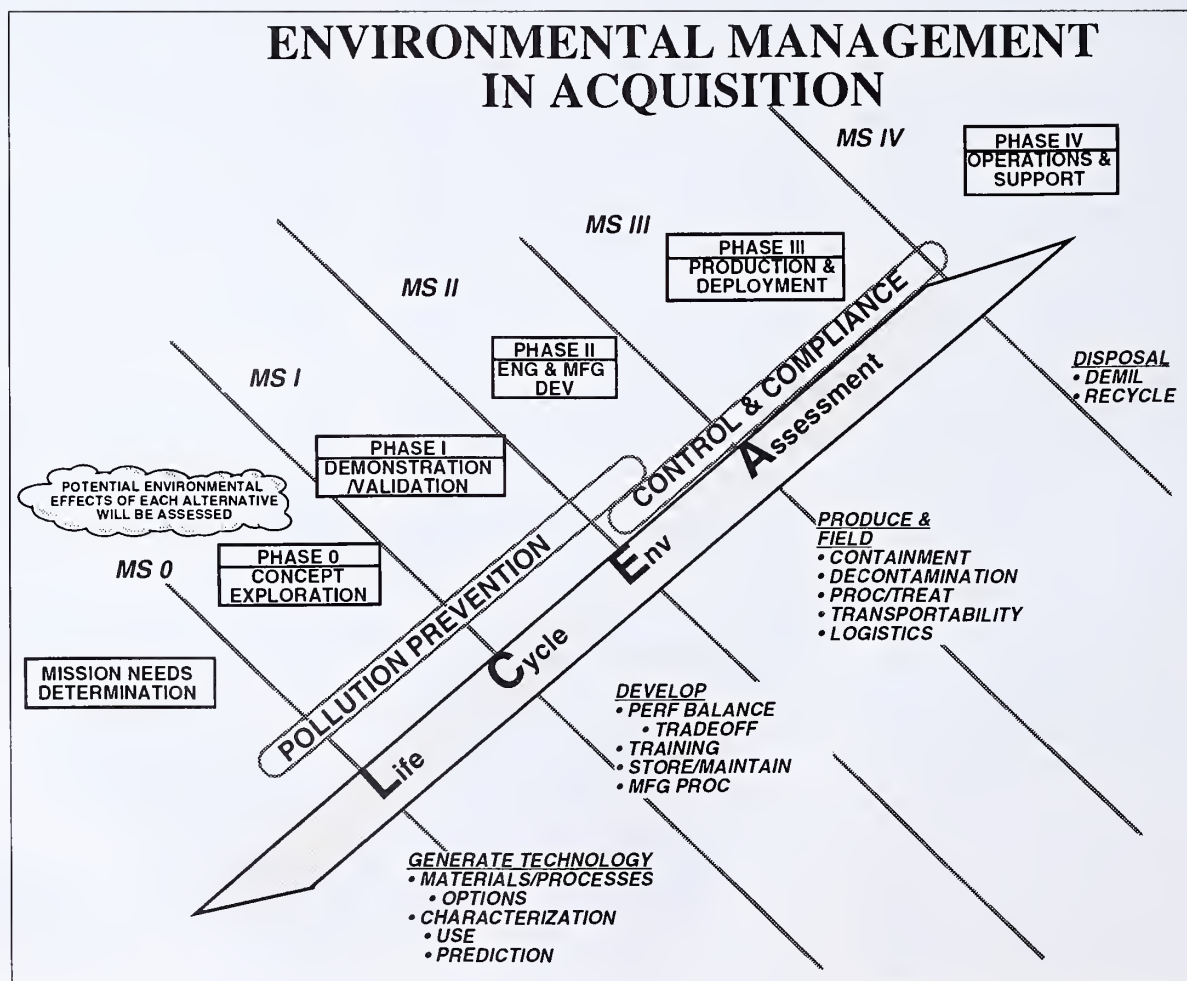 ENVIRONMENTAL MANAGEMENT
IN ACQUISITION
MS IV
PHASE IV
OPERATIONS &
SUPPORT
MS III
PHASE III
PRODUCTION &
DEPLOYMENT
MS II
PHASE II
ENG & MFG
DEV
MS I
PHASE I
DEMONSTRATION
/VALIDATION
POTENTIAL ENVIRONMENTAL
EFFECTS OF EACH ALTERNATIVE
WILL BE ASSESSED
MS 0
PHASE 0
CONCEPT
EXPLORATION
MISSION NEEDS
DETERMINATION
POLLUTION PREVENTION
CONTROL & COMPLIANCE
Life Cycle Env Assessment
GENERATE TECHNOLOGY
• MATERIALS/PROCESSES
• OPTIONS
• CHARACTERIZATION
• USE
• PREDICTION
DEVELOP
• PERF BALANCE
• TRADEOFF
• TRAINING
• STORE/MAINTAIN
• MFG PROC
PRODUCE &
FIELD
• CONTAINMENT
• DECONTAMINATION
• PROC/TREAT
• TRANSPORTABILITY
• LOGISTICS
DISPOSAL
• DEMIL
• RECYCLE